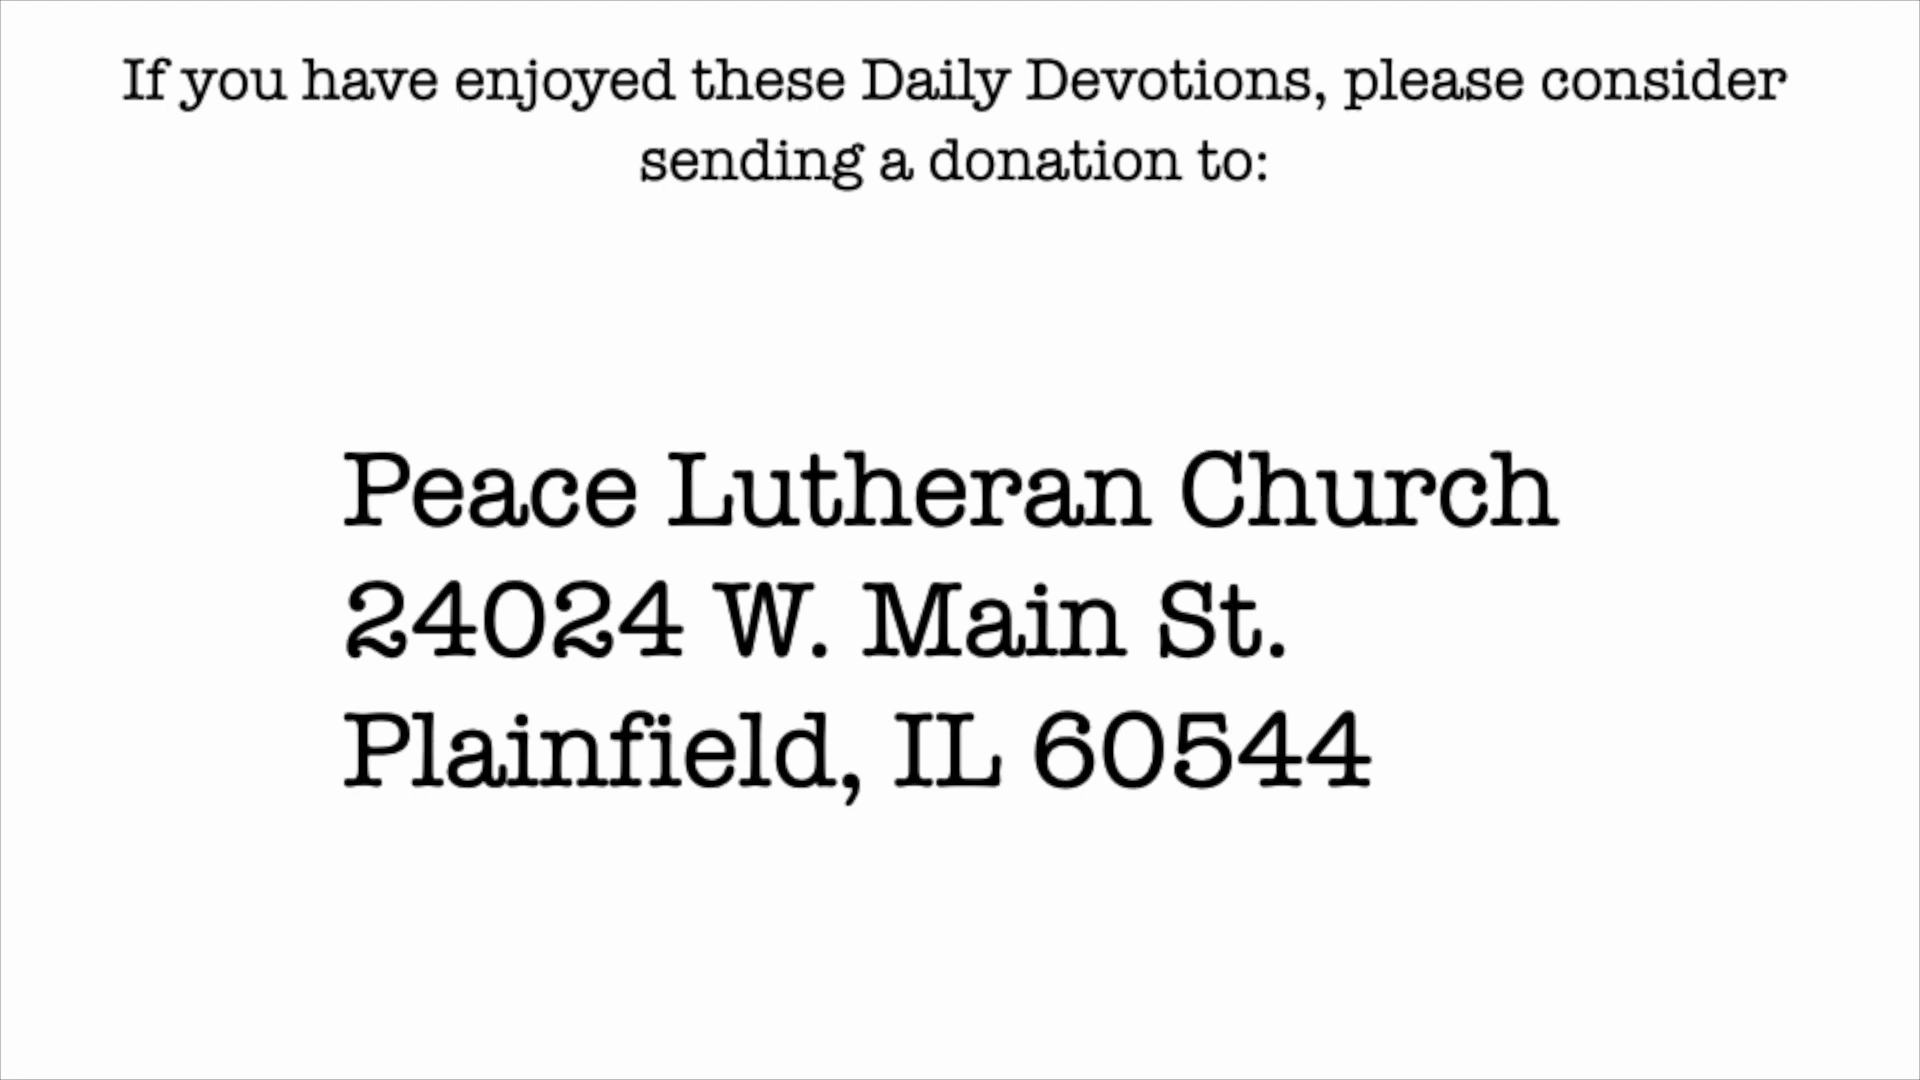 If you have enjoyed these Daily Devotions, please consider
sending a donation to:
Peace Lutheran Church
24024 W. Main St.
Plainfield, IL 60544